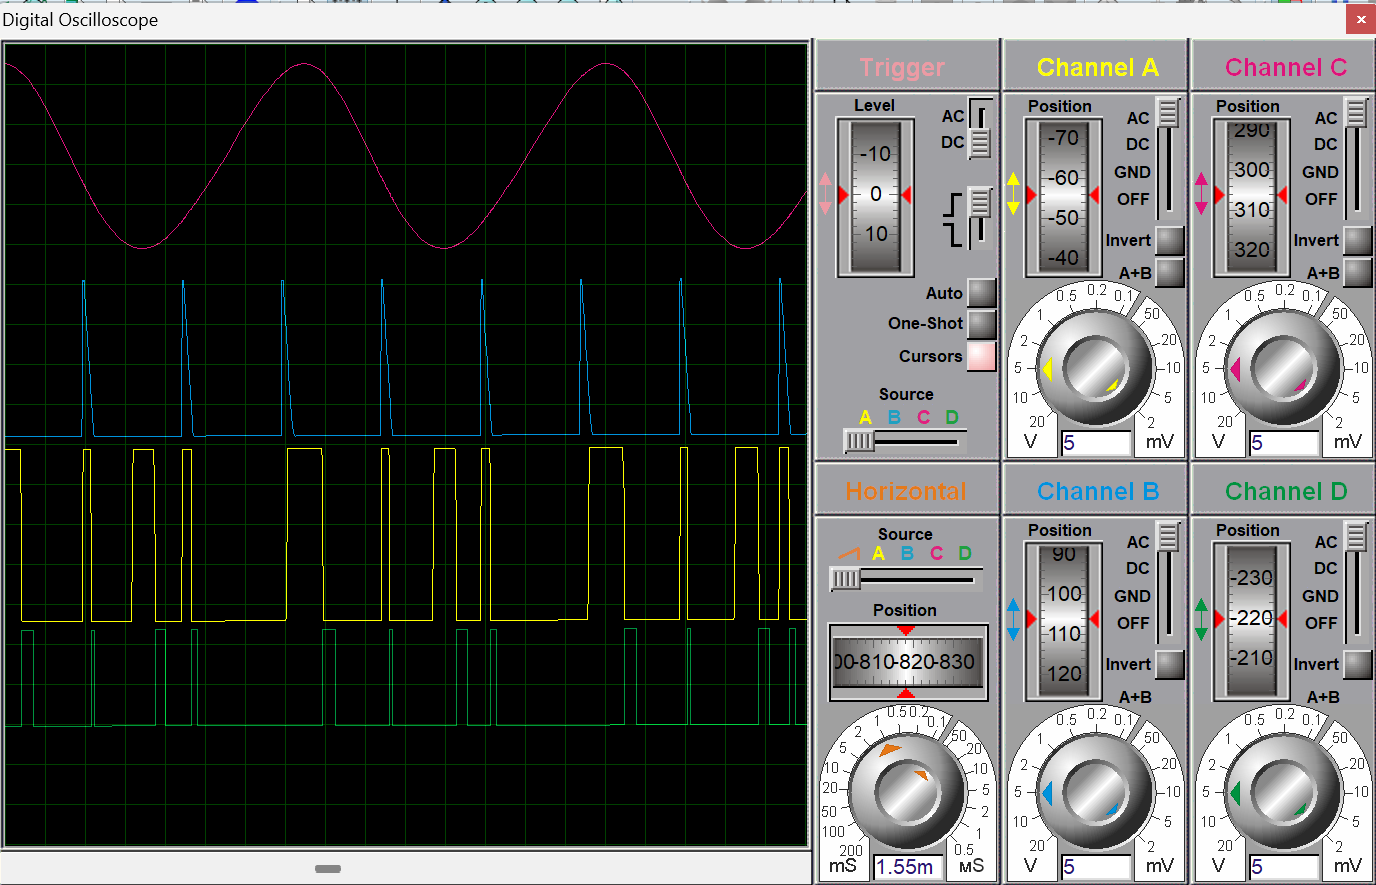 Digital Oscilloscope
Trigger
Level
-10
0
10
AC
DC
Auto
One-Shot
Cursors
Source
A B C D
Channel A
Position
-70
-60
-50
-40
AC
DC
GND
OFF
Invert
A+B
20 10 5 2 1 0.5 0.2 0.1 50 20 10 5 2
V
5
mV
Channel C
Position
290
300
310
320
AC
DC
GND
OFF
Invert
A+B
20 10 5 2 1 0.5 0.2 0.1 50 20 10 5 2
V
5
mV
Horizontal
Source
A B C D
Position
00-810-820-830
200 100 50 20 10 5 2 1 0.5 0.2 0.1 50 20 10 5 2 1 0.5
mS
1.55m
мS
Channel B
Position
90
100
110
120
AC
DC
GND
OFF
Invert
A+B
20 10 5 2 1 0.5 0.2 0.1 50 20 10 5 2
V
5
mV
Channel D
Position
-230
-220
-210
AC
DC
GND
OFF
Invert
A+B
20 10 5 2 1 0.5 0.2 0.1 50 20 10 5 2
V
5
mV